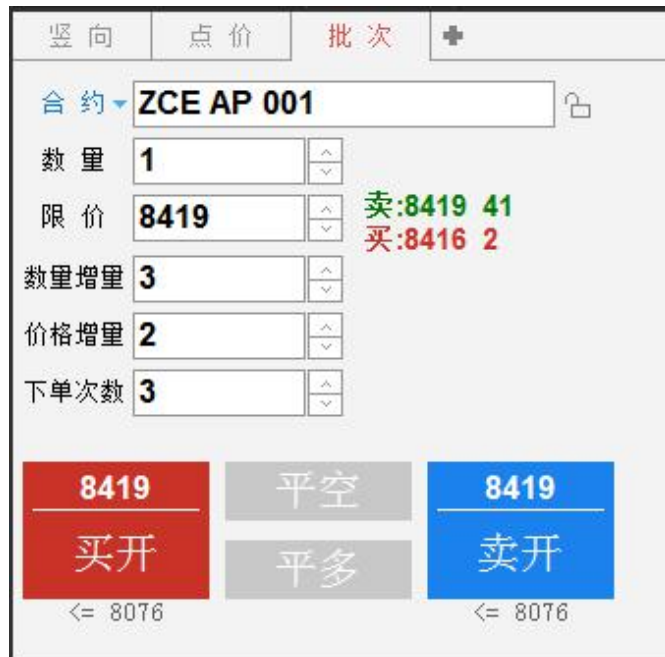 竖 向 点 价 批 次
合 约 ZCE AP 001
数 量 1
限 价 8419
卖:8419 41
买:8416 2
数量增量 3
价格增量 2
下单次数 3
8419 平空 8419
买开 平多 卖开
<= 8076 <= 8076